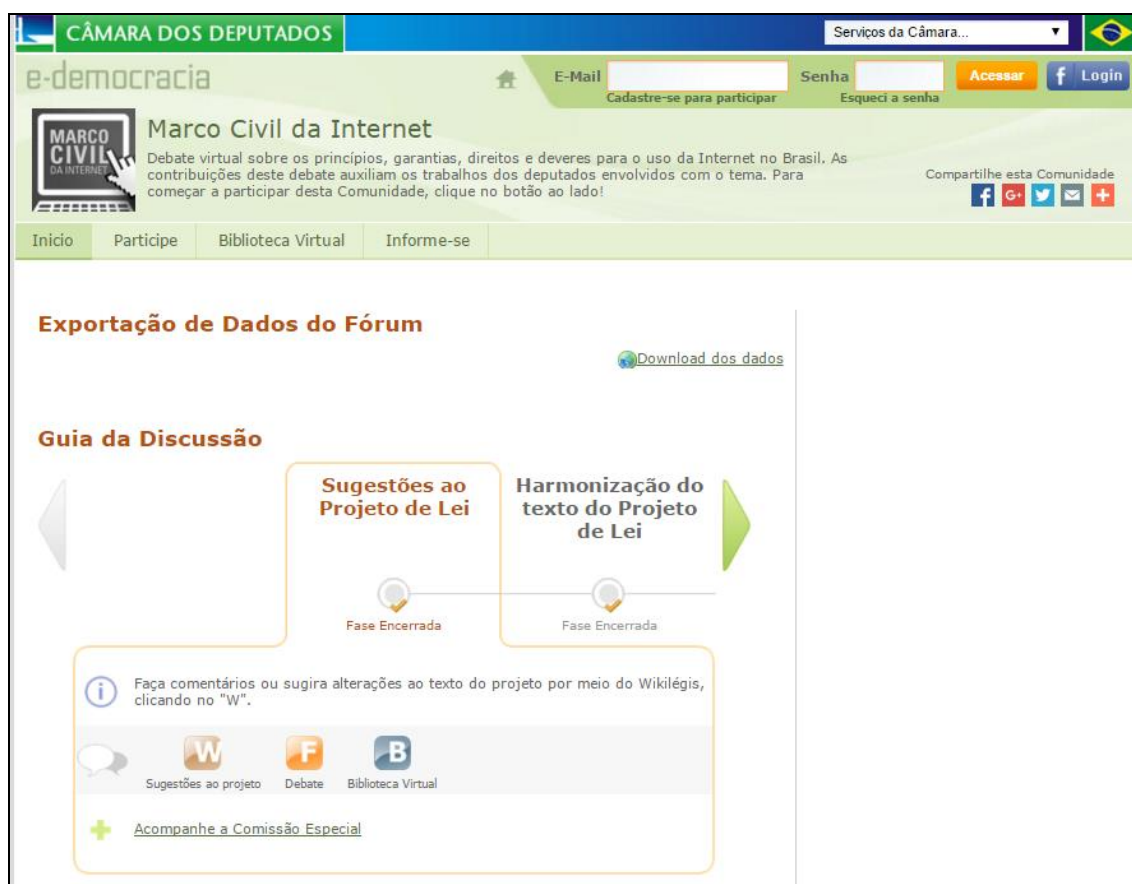 CÂMARA DOS DEPUTADOS
Serviços da Câmara...
e-democracia
E-Mail
Senha
Acessar
f Login
Cadastre-se para participar
Esqueci a senha
MARCO
CIVIL
DA INTERNET
Marco Civil da Internet
Debate virtual sobre os princípios, garantias, direitos e deveres para o uso da Internet no Brasil. As
contribuições deste debate auxiliam os trabalhos dos deputados envolvidos com o tema. Para
começar a participar desta Comunidade, clique no botão ao lado!
Compartilhe esta Comunidade
f G+
Inicio Participe Biblioteca Virtual Informe-se
Exportação de Dados do Fórum
Download dos dados
Guia da Discussão
Sugestões ao
Projeto de Lei
Harmonização do
texto do Projeto
de Lei
Fase Encerrada
Fase Encerrada
i
Faça comentários ou sugira alterações ao texto do projeto por meio do Wikilégis,
clicando no "W".
W F B
Sugestões ao projeto Debate Biblioteca Virtual
Acompanhe a Comissão Especial